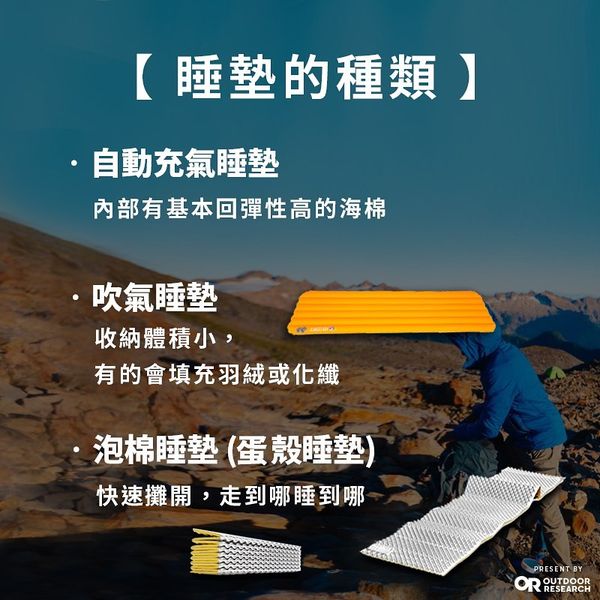 【 睡墊的種類 】
· 自動充氣睡墊
內部有基本回彈性高的海棉
· 吹氣睡墊
收納體積小，
有的會填充羽絨或化纖
· 泡棉睡墊 (蛋殼睡墊)
快速攤開，走到哪睡到哪
PRESENT BY
OR OUTDOOR
RESEARCH